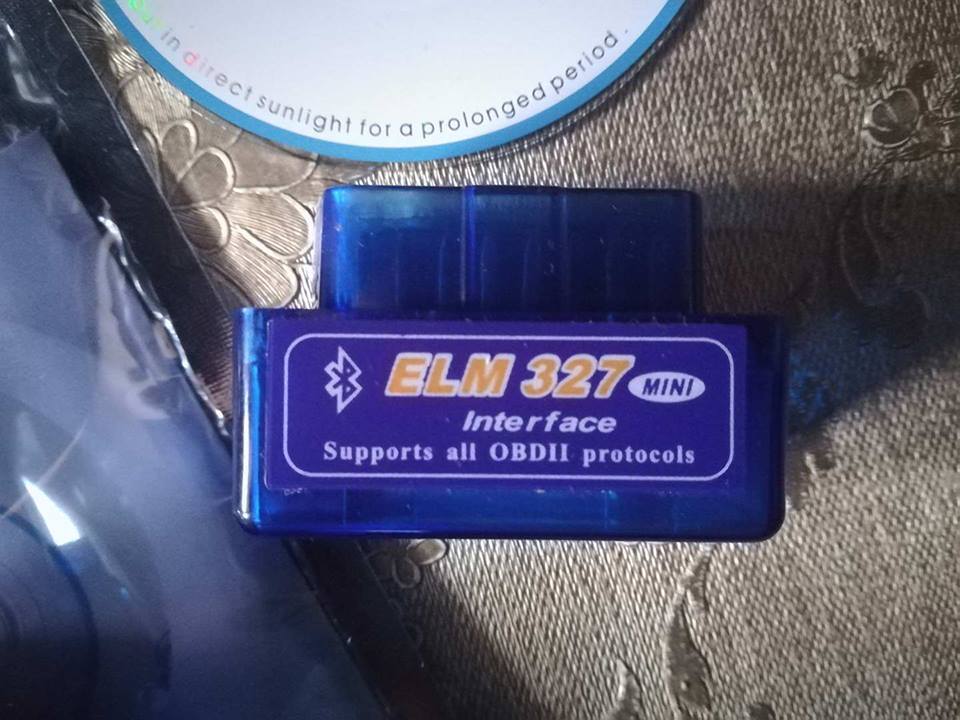 in direct sunlight for a prolonged period.
ELM 327 MINI
Interface
Supports all OBDII protocols